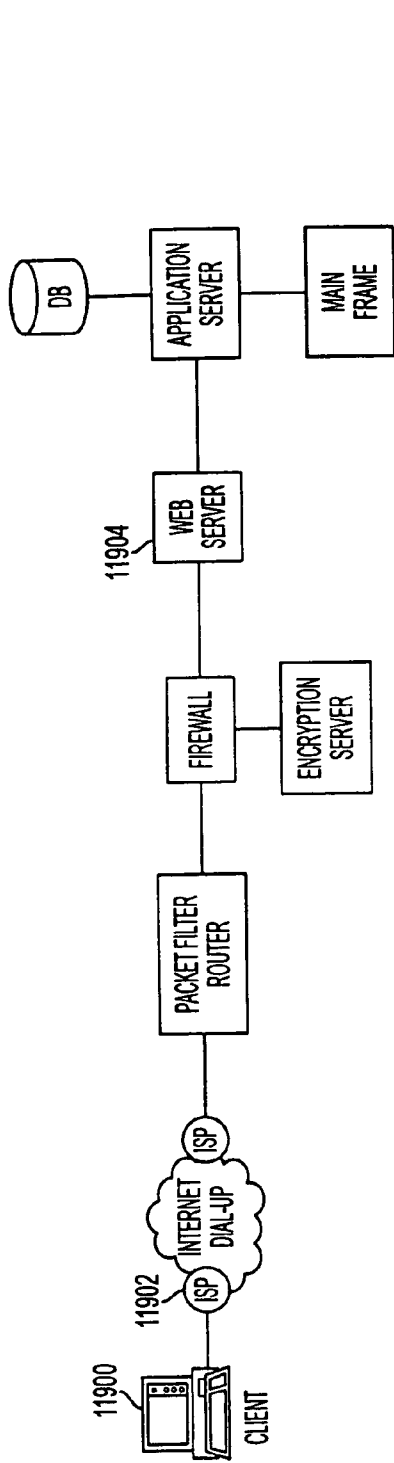 11900
CLIENT
11902
ISP
INTERNET
DIAL-UP
ISP
PACKET FILTER
ROUTER
FIREWALL
ENCRYPTION
SERVER
11904
WEB
SERVER
DB
APPLICATION
SERVER
MAIN
FRAME